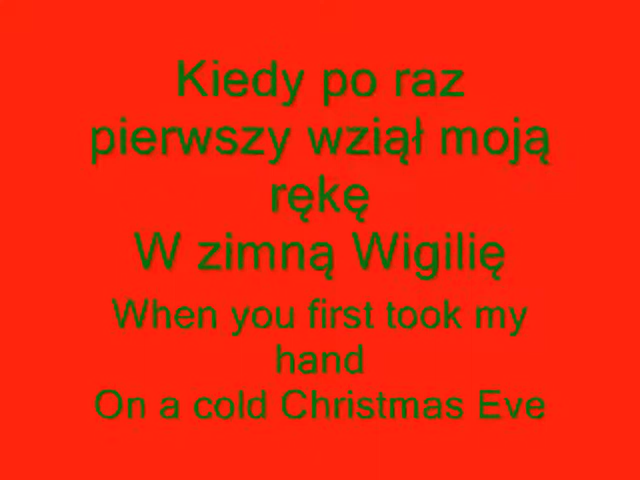 Kiedy po raz
pierwszy wziął moją
rękę
W zimną Wigilię
When you first took my
hand
On a cold Christmas Eve